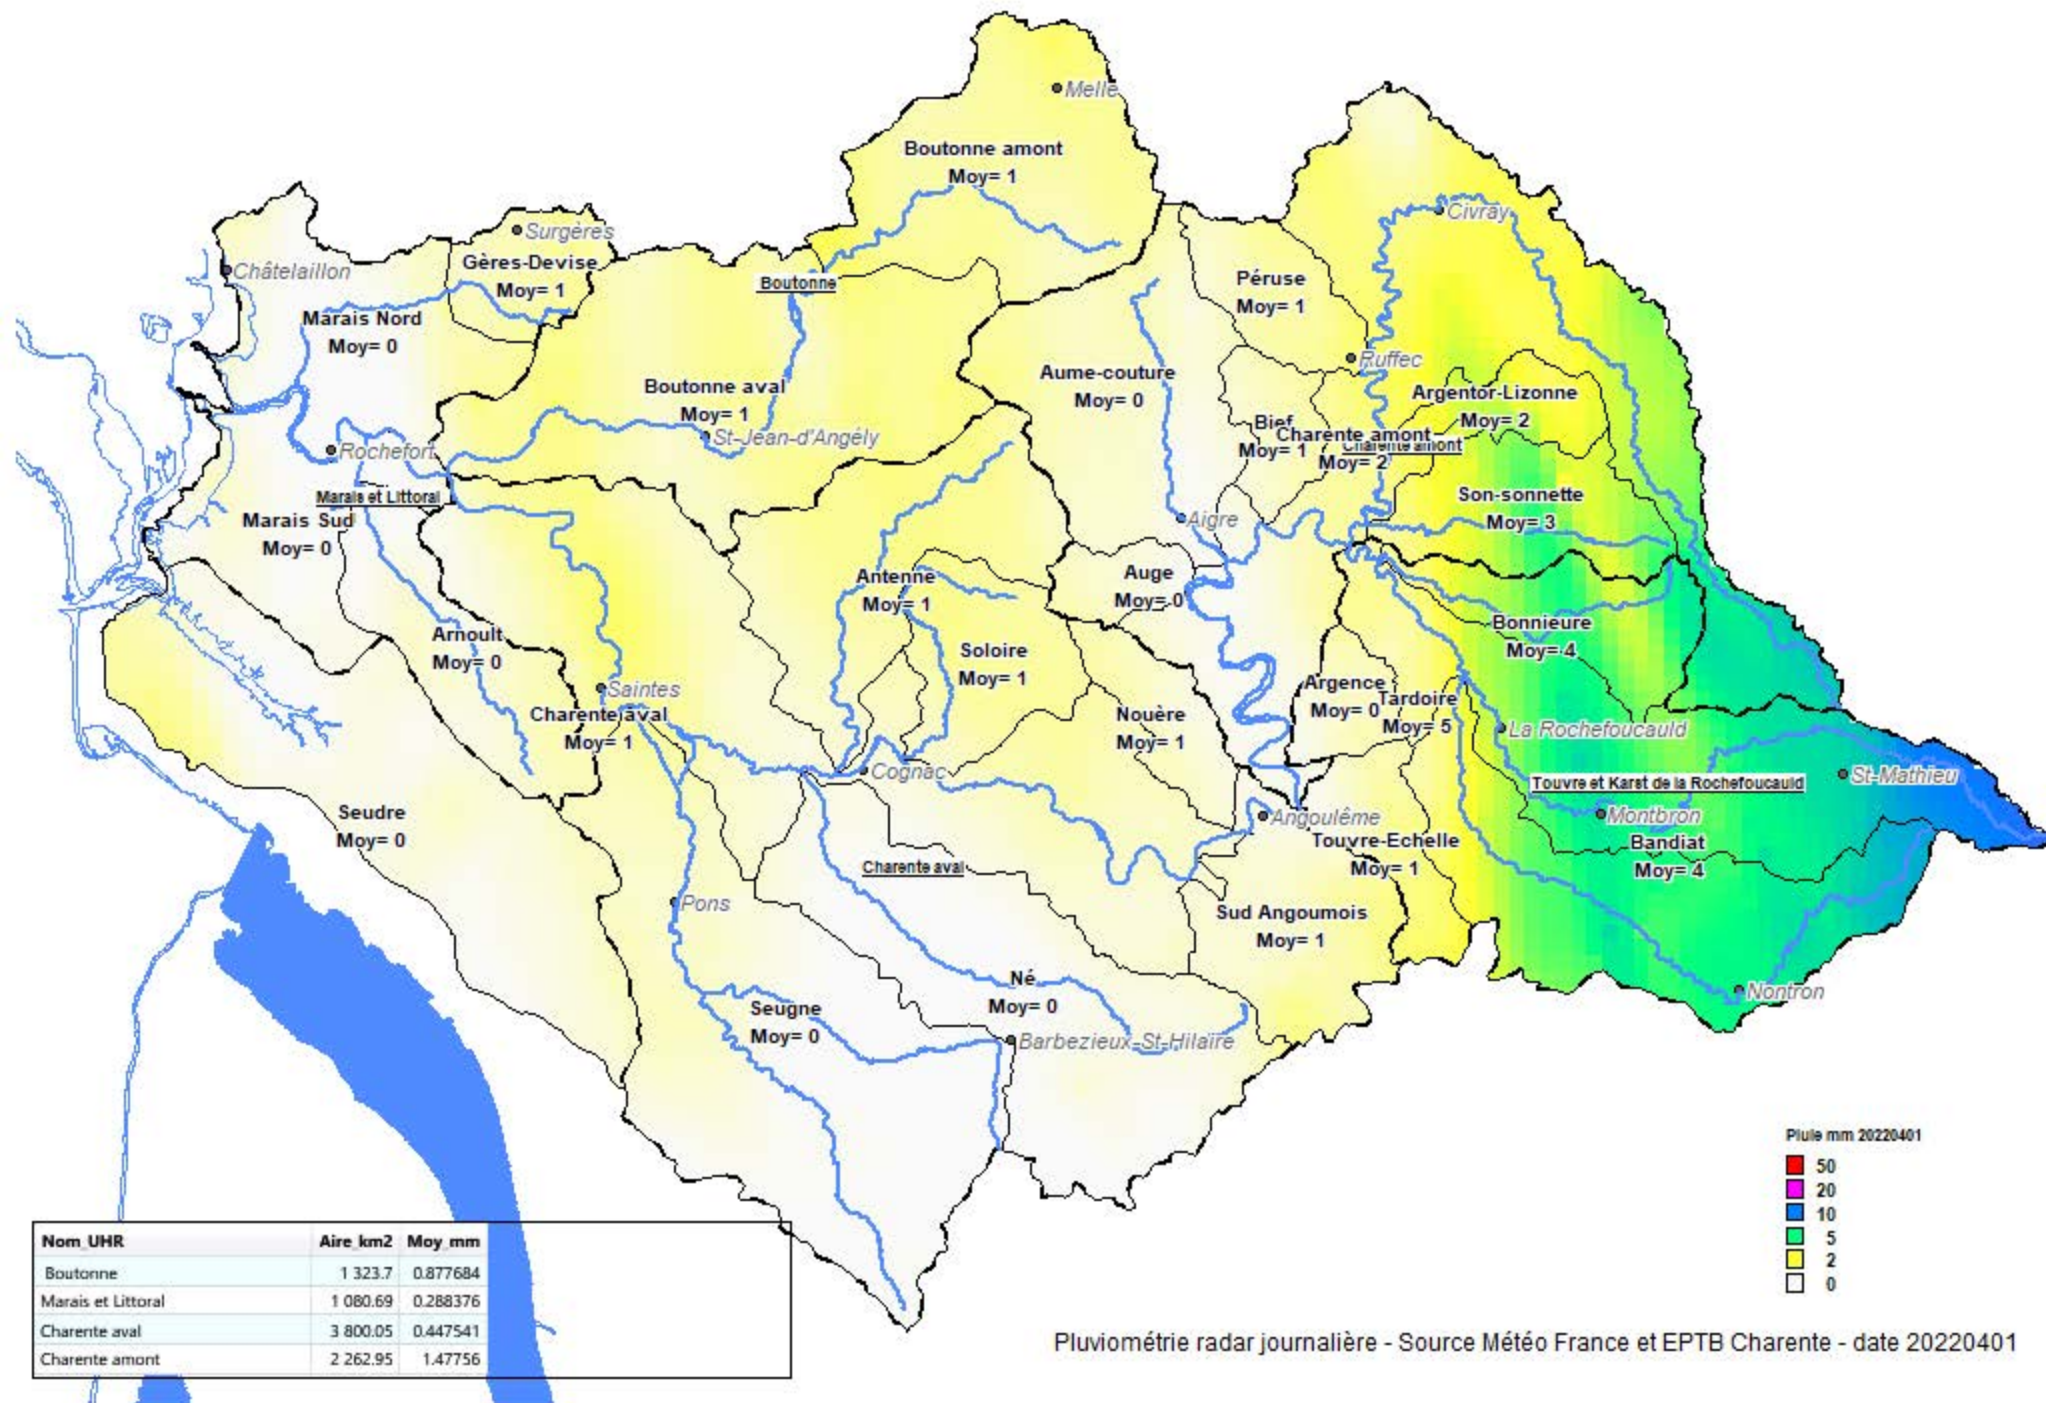 Melle
Boutonne amont
Moy= 1
Civray
Surgères
Gères-Devise
Moy= 1
Châtelaillon
Boutonne
Péruse
Moy= 1
Marais Nord
Moy= 0
Ruffec
Aume-couture
Moy= 0
Boutonne aval
Moy= 1
Argentor-Lizonne
Moy= 2
St-Jean-d'Angély
Bief
Moy= 1
Charente amont
Moy= 2
Charente amont
Rochefort
Marais et Littoral
Son-sonnette
Moy= 3
Marais Sud
Moy= 0
Aigre
Antenne
Moy= 1
Auge
Moy= 0
Bonnieure
Moy= 4
Arnoult
Moy= 0
Soloire
Moy= 1
Saintes
Argence
Moy= 0
Tardoire
Moy= 5
Charente aval
Moy= 1
Nouère
Moy= 1
La Rochefoucauld
Cognac
Touvre et Karst de la Rochefoucauld
St-Mathieu
Seudre
Moy= 0
Angoulême
Montbron
Touvre-Echelle
Moy= 1
Bandiat
Moy= 4
Charente aval
Pons
Sud Angoumois
Moy= 1
Né
Moy= 0
Nontron
Seugne
Moy= 0
Barbezieux-St-Hilaire
Pluie mm 20220401
50
20
10
5
2
0
Nom_UHR Aire_km2 Moy_mm
Boutonne 1 323.7 0.877684
Marais et Littoral 1 080.69 0.288376
Charente aval 3 800.05 0.447541
Charente amont 2 262.95 1.47756
Pluviométrie radar journalière - Source Météo France et EPTB Charente - date 20220401